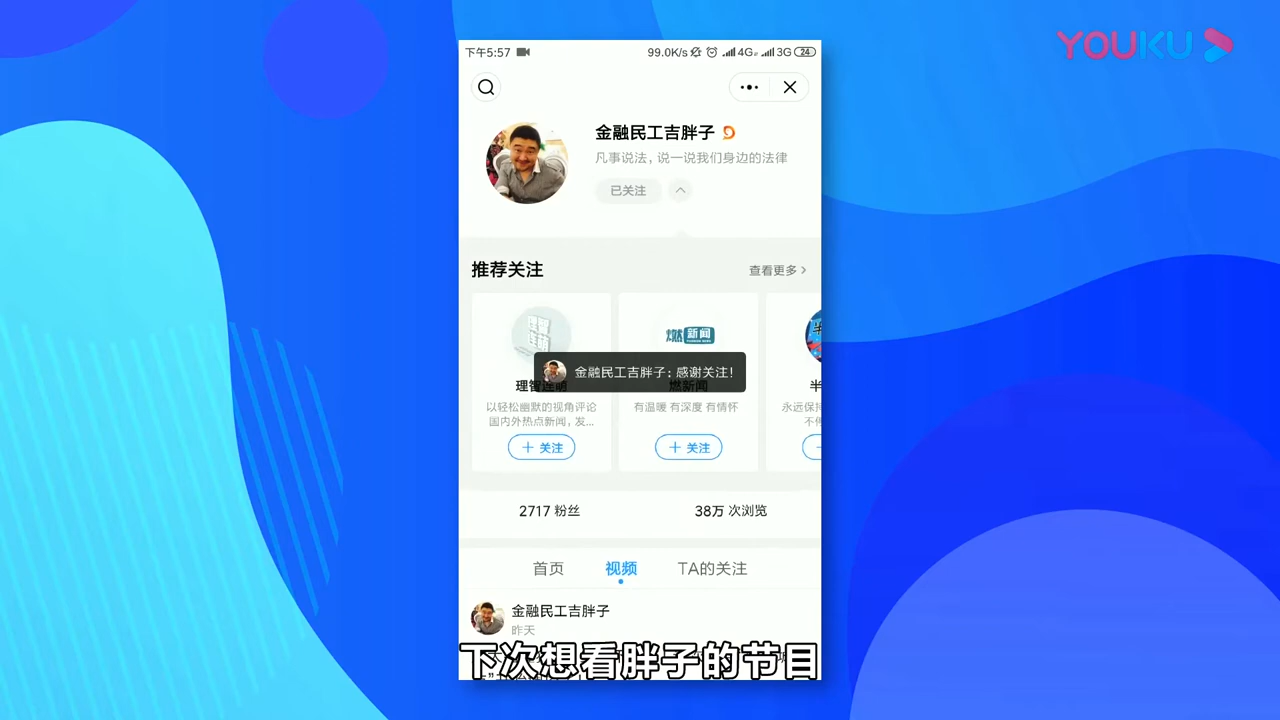 YOUKU
下午5:57
99.0K/s 4G 3G 24
金融民工吉胖子
凡事说法，说一说我们身边的法律
已关注
推荐关注
查看更多
燃新闻
金融民工吉胖子：感谢关注！
理智连萌
燃新闻
半
以轻松幽默的视角评论
国内外热点新闻，发...
有温暖 有深度 有情怀
永远保持
不停
+ 关注
+ 关注
2717 粉丝
38万 次浏览
首页
视频
TA的关注
金融民工吉胖子
昨天
下次想看胖子的节目